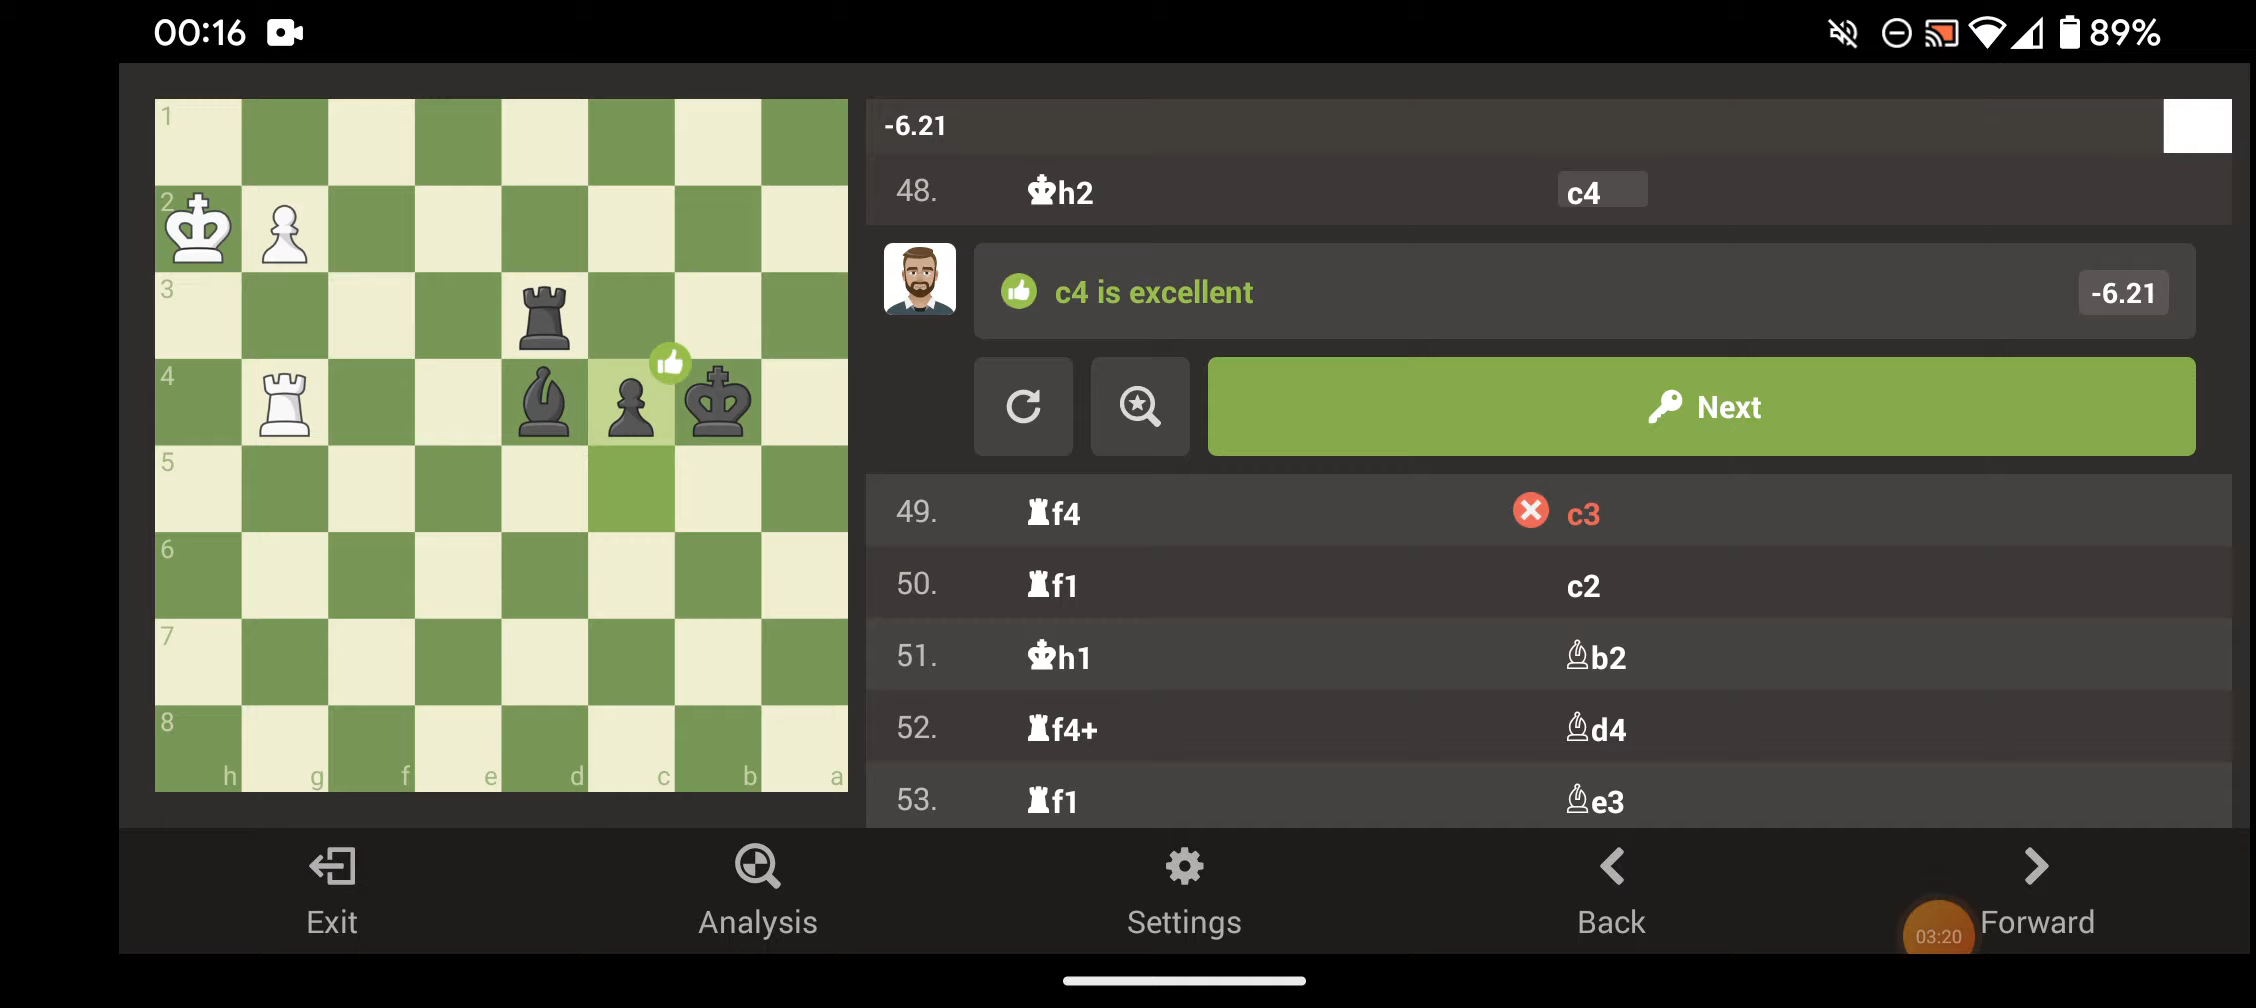 00:16
89%
1
2
3
4
5
6
7
8
h g f e d c b a
-6.21
48. h2 c4
c4 is excellent -6.21
Next
49. f4 c3
50. f1 c2
51. h1 b2
52. f4+ d4
53. f1 e3
Exit
Analysis
Settings
Back
Forward
03:20